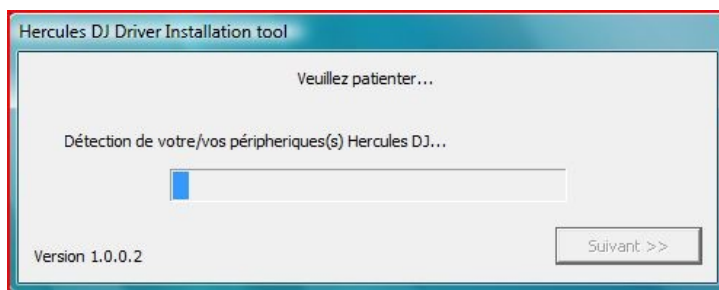 Hercules DJ Driver Installation tool
Veuillez patienter...
Détection de votre/vos péripheriques(s) Hercules DJ...
Suivant >>
Version 1.0.0.2